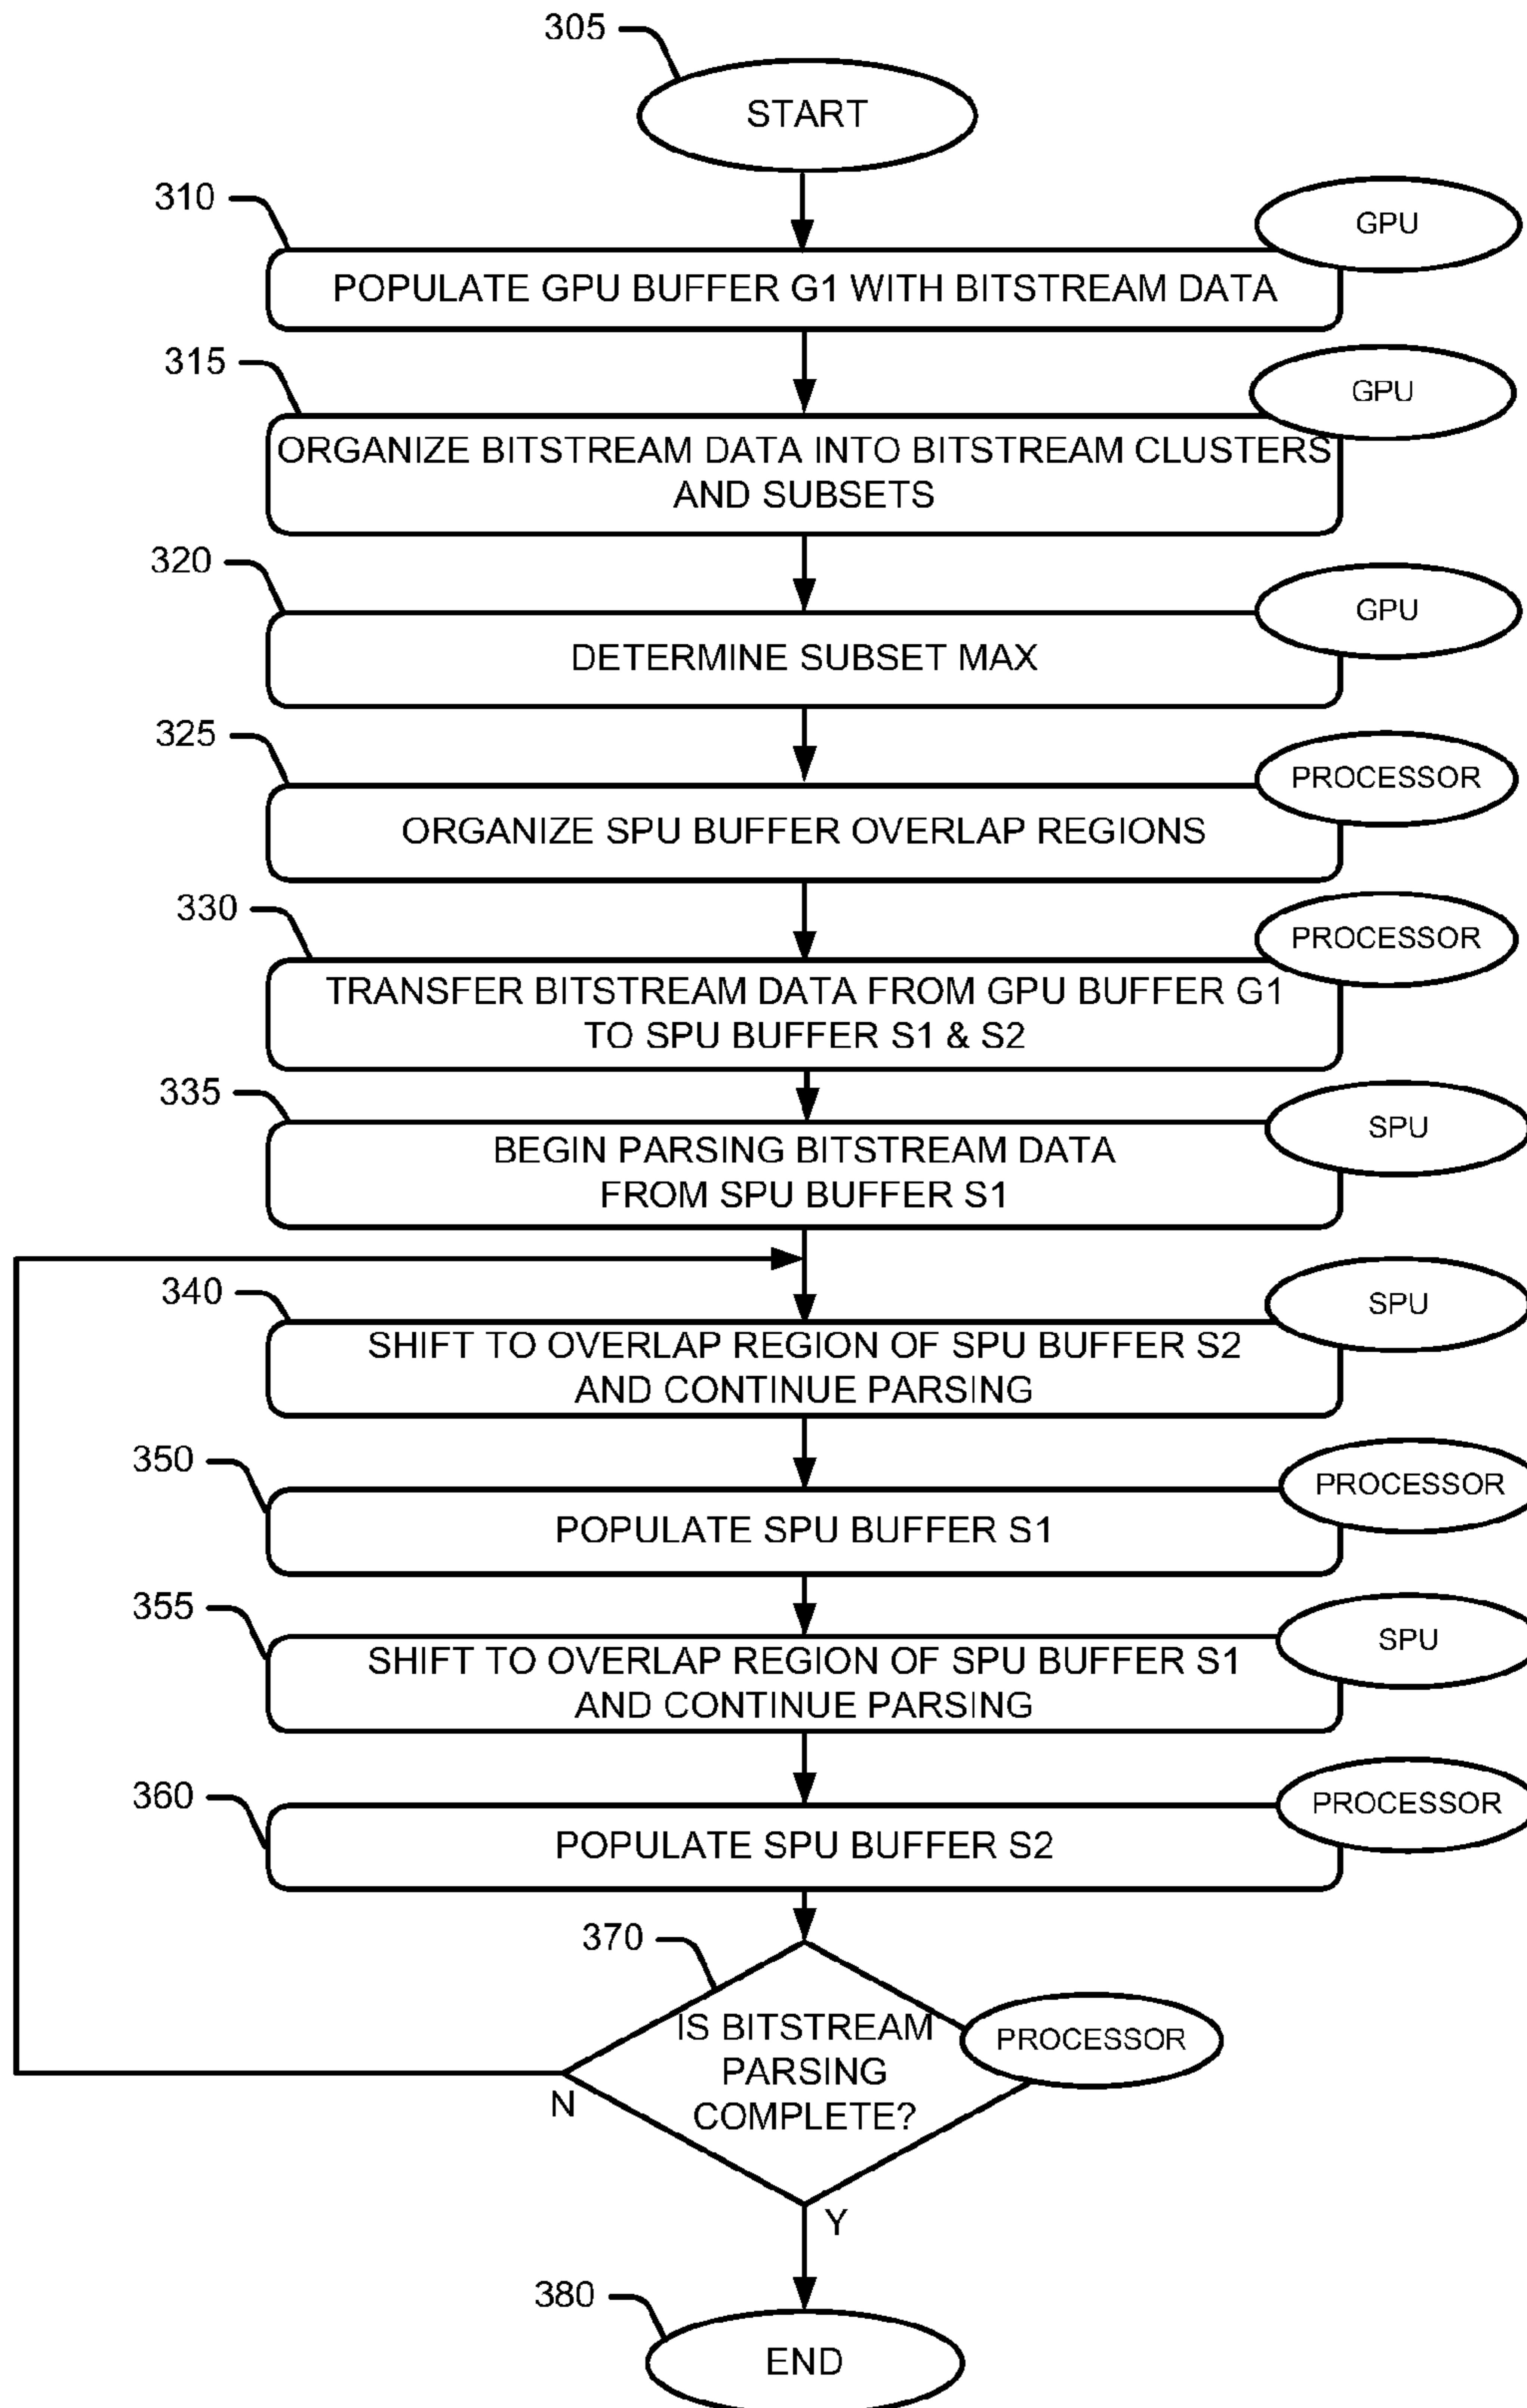 305
START
310
GPU
POPULATE GPU BUFFER G1 WITH BITSTREAM DATA
315
GPU
ORGANIZE BITSTREAM DATA INTO BITSTREAM CLUSTERS
AND SUBSETS
320
GPU
DETERMINE SUBSET MAX
325
PROCESSOR
ORGANIZE SPU BUFFER OVERLAP REGIONS
330
PROCESSOR
TRANSFER BITSTREAM DATA FROM GPU BUFFER G1
TO SPU BUFFER S1 & S2
335
SPU
BEGIN PARSING BITSTREAM DATA
FROM SPU BUFFER S1
340
SPU
SHIFT TO OVERLAP REGION OF SPU BUFFER S2
AND CONTINUE PARSING
350
PROCESSOR
POPULATE SPU BUFFER S1
355
SPU
SHIFT TO OVERLAP REGION OF SPU BUFFER S1
AND CONTINUE PARSING
360
PROCESSOR
POPULATE SPU BUFFER S2
370
IS BITSTREAM
PARSING
COMPLETE?
PROCESSOR
N
Y
380
END